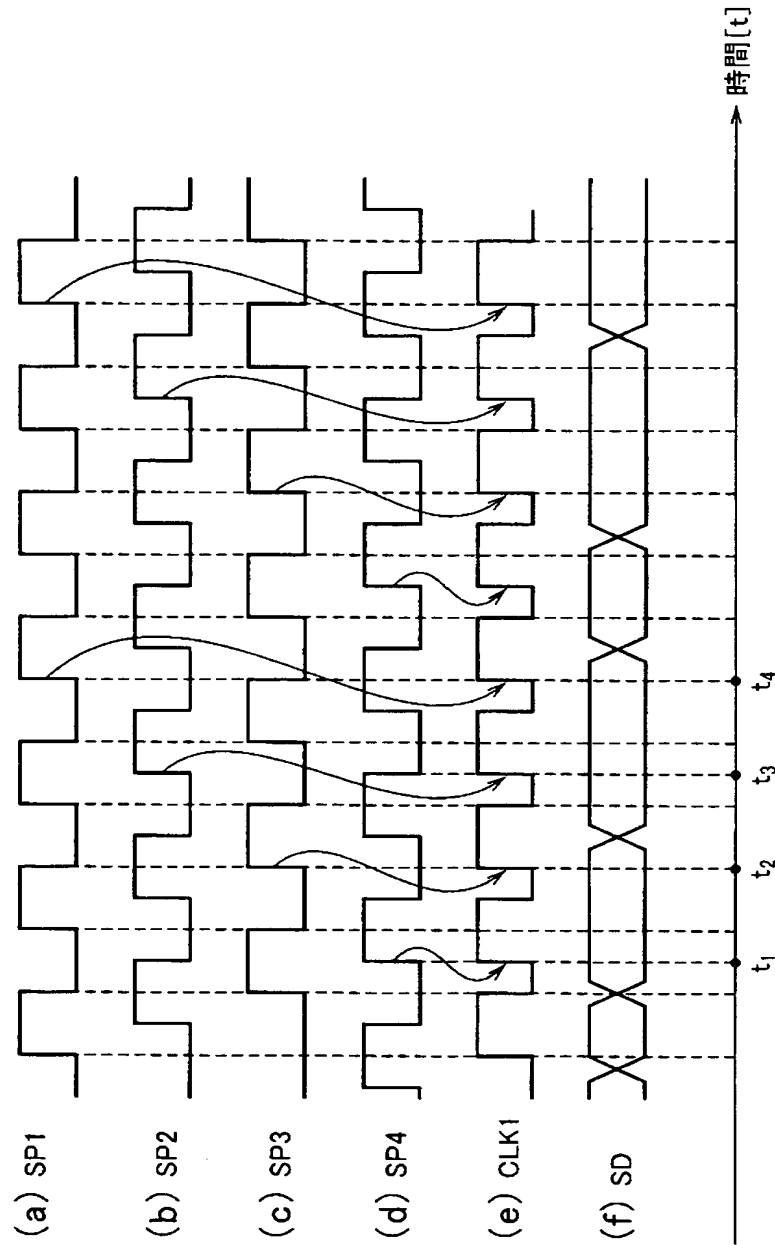 (a) SP1
(b) SP2
(c) SP3
(d) SP4
(e) CLK1
(f) SD
t1
t2
t3
t4
時間[t]